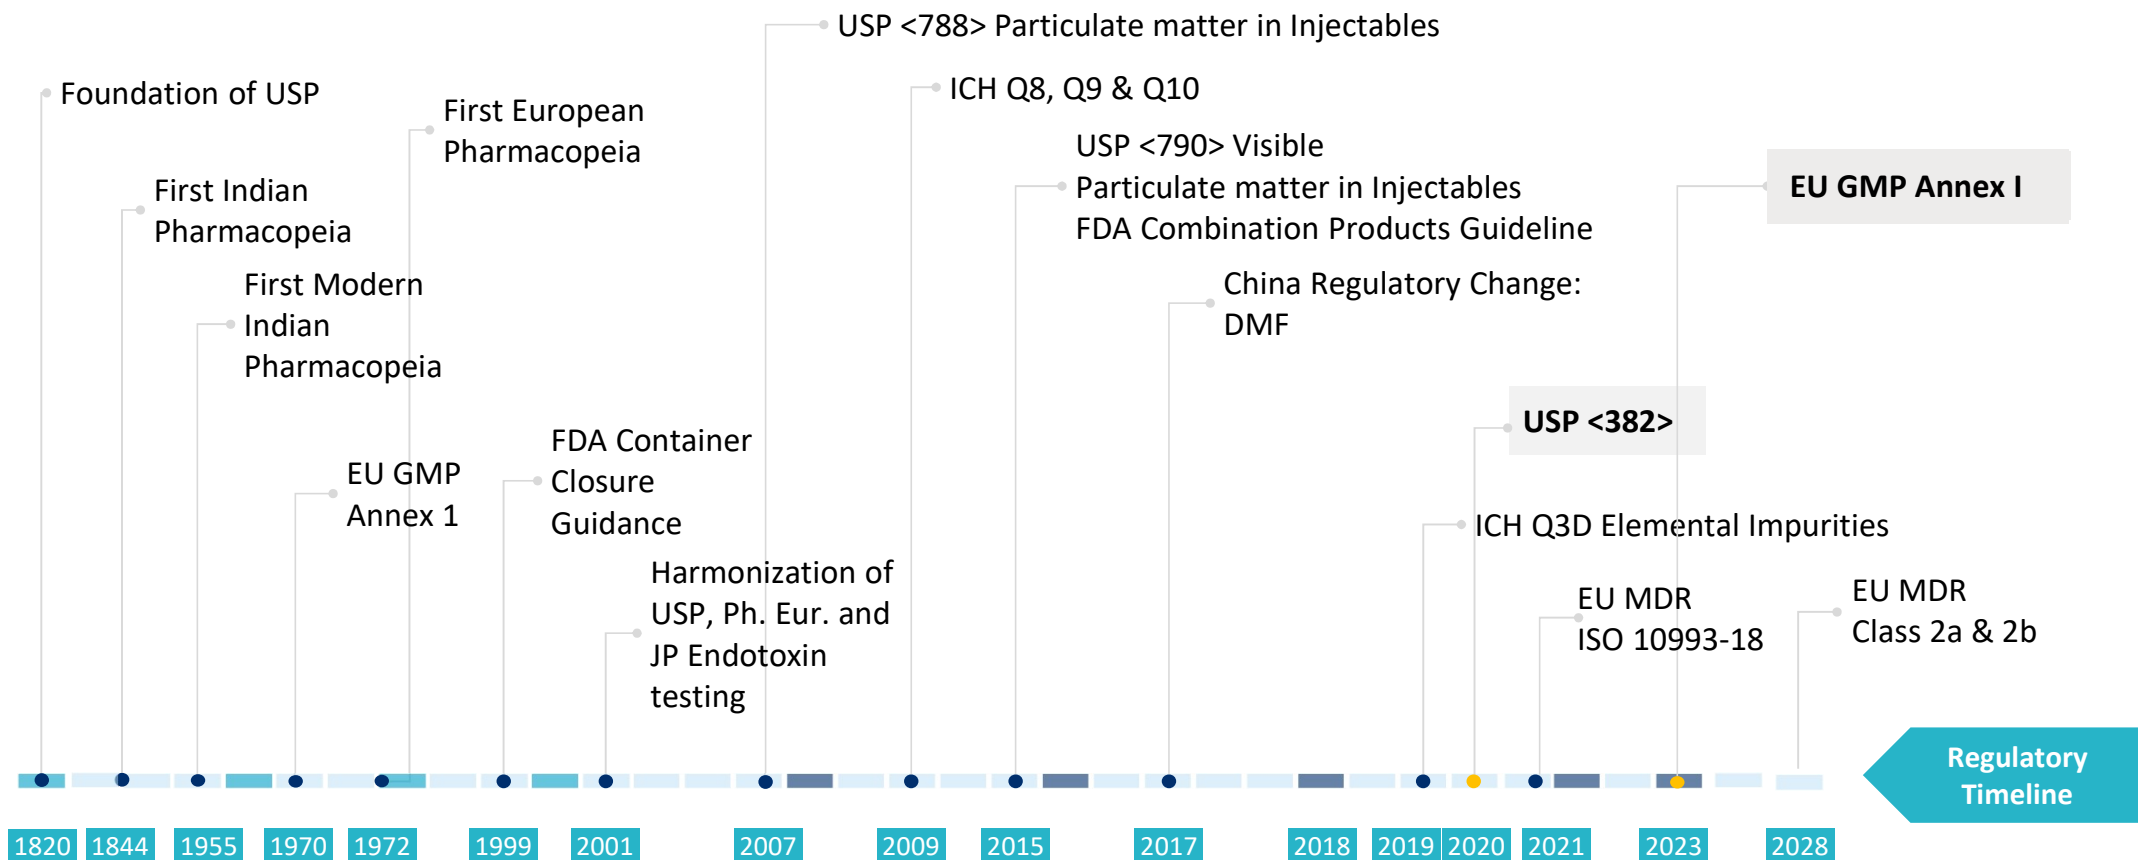 USP <788> Particulate matter in Injectables
Foundation of USP
First European
Pharmacopeia
ICH Q8, Q9 & Q10
USP <790> Visible
Particulate matter in Injectables
FDA Combination Products Guideline
EU GMP Annex I
First Indian
Pharmacopeia
First Modern
Indian
Pharmacopeia
China Regulatory Change:
DMF
USP <382>
EU GMP
Annex 1
FDA Container
Closure
Guidance
ICH Q3D Elemental Impurities
Harmonization of
USP, Ph. Eur. and
JP Endotoxin
testing
EU MDR
ISO 10993-18
EU MDR
Class 2a & 2b
Regulatory
Timeline
1820 1844 1955 1970 1972 1999 2001 2007 2009 2015 2017 2018 2019 2020 2021 2023 2028